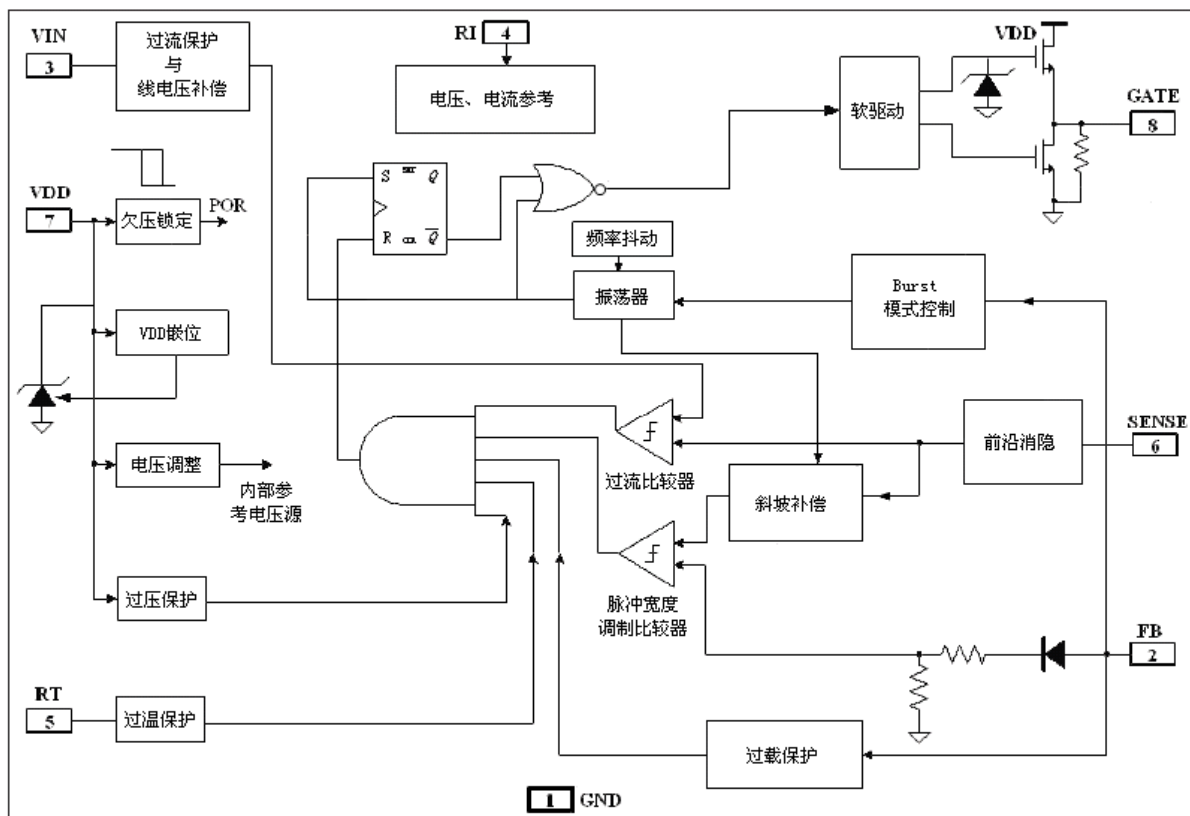 VIN
3
过流保护
与
线电压补偿
RI
4
电压、电流参考
VDD
GATE
8
软驱动
VDD
7
欠压锁定
POR
S
SET
Q
R
CLR
Q
频率抖动
振荡器
Burst
模式控制
VDD嵌位
SENSE
6
前沿消隐
过流比较器
斜坡补偿
电压调整
内部参
考电压源
过压保护
脉冲宽度
调制比较器
FB
2
RT
5
过温保护
过载保护
1
GND